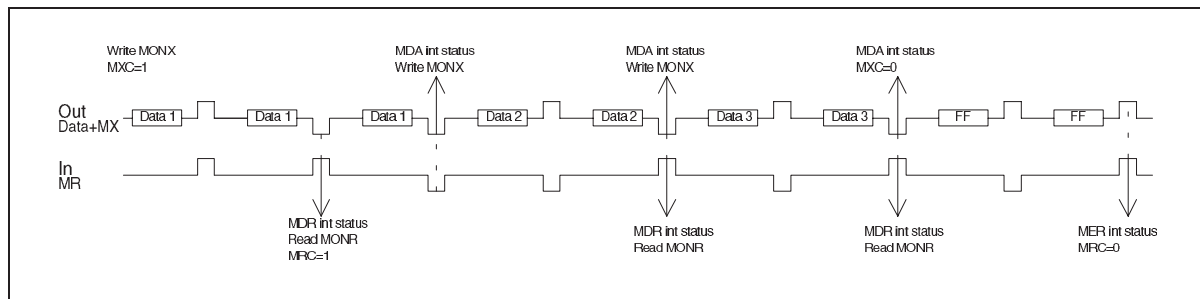 Write MONX
MXC=1
MDA int status
Write MONX
MDA int status
Write MONX
MDA int status
MXC=0
Out
Data+MX
Data 1
Data 1
Data 1
Data 2
Data 2
Data 3
Data 3
FF
FF
In
MR
MDR int status
Read MONR
MRC=1
MDR int status
Read MONR
MDR int status
Read MONR
MER int status
MRC=0